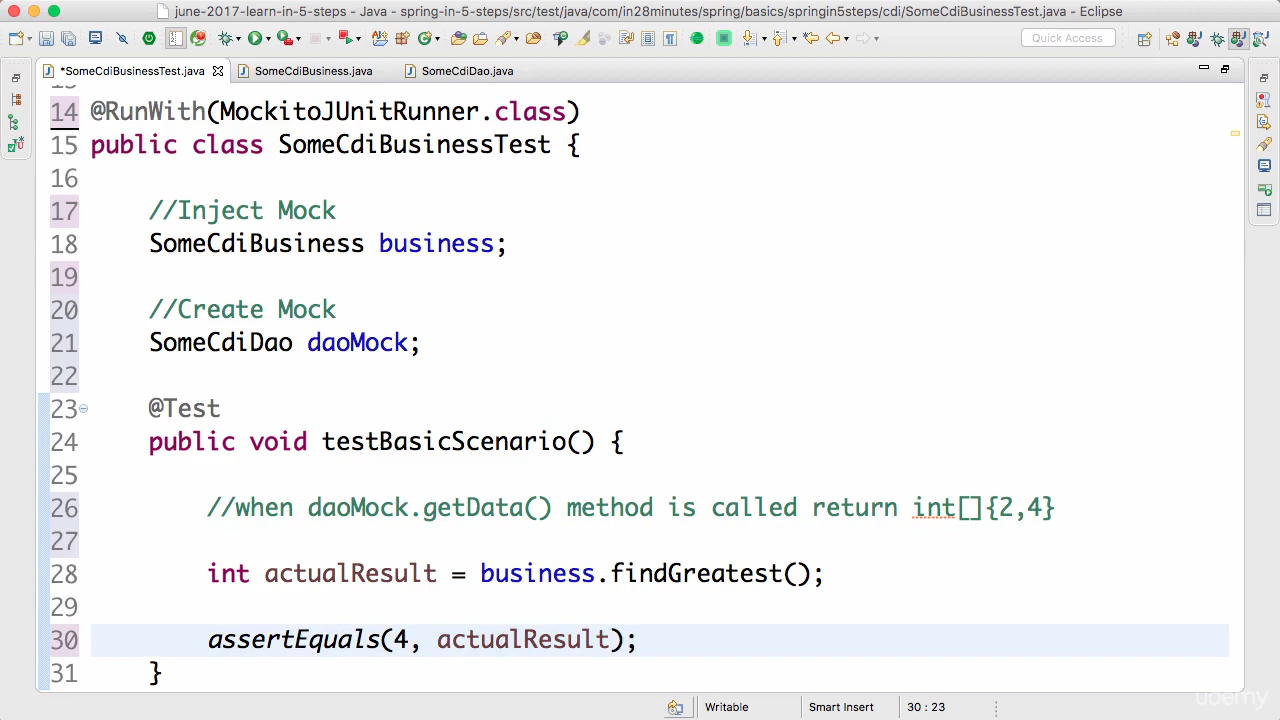 june-2017-learn-in-5-steps - Java - spring-in-5-steps/src/test/java/com/in28minutes/spring/basics/springin5steps/cdi/SomeCdiBusinessTest.java - Eclipse
Quick Access
*SomeCdiBusinessTest.java
SomeCdiBusiness.java
SomeCdiDao.java
14 @RunWith(MockitoJUnitRunner.class)
15 public class SomeCdiBusinessTest {
16
17 //Inject Mock
18 SomeCdiBusiness business;
19
20 //Create Mock
21 SomeCdiDao daoMock;
22
23 @Test
24 public void testBasicScenario() {
25
26 //when daoMock.getData() method is called return int[]{2,4}
27
28 int actualResult = business.findGreatest();
29
30 assertEquals(4, actualResult);
31 }
Writable
Smart Insert
30 : 23
udemy